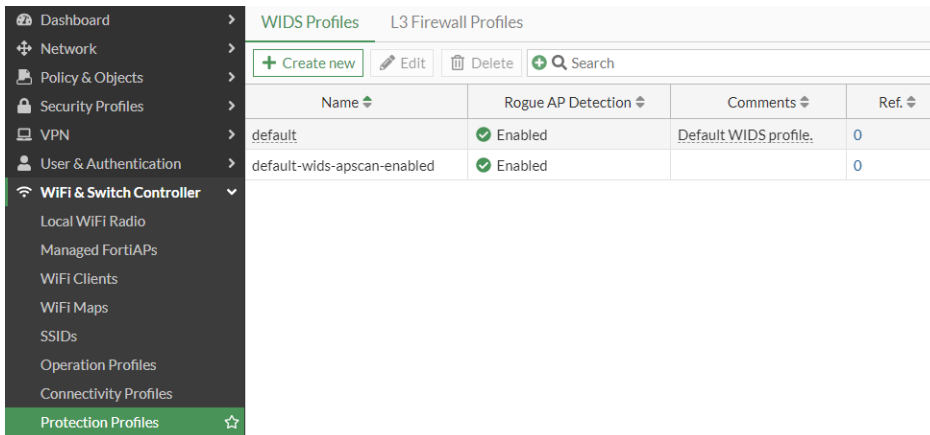 Dashboard
Network
Policy & Objects
Security Profiles
VPN
User & Authentication
WiFi & Switch Controller
Local WiFi Radio
Managed FortiAPs
WiFi Clients
WiFi Maps
SSIDs
Operation Profiles
Connectivity Profiles
Protection Profiles
WIDS Profiles L3 Firewall Profiles
Create new Edit Delete Search
Name Rogue AP Detection Comments Ref.
default Enabled Default WIDS profile. 0
default-wids-apscan-enabled Enabled 0